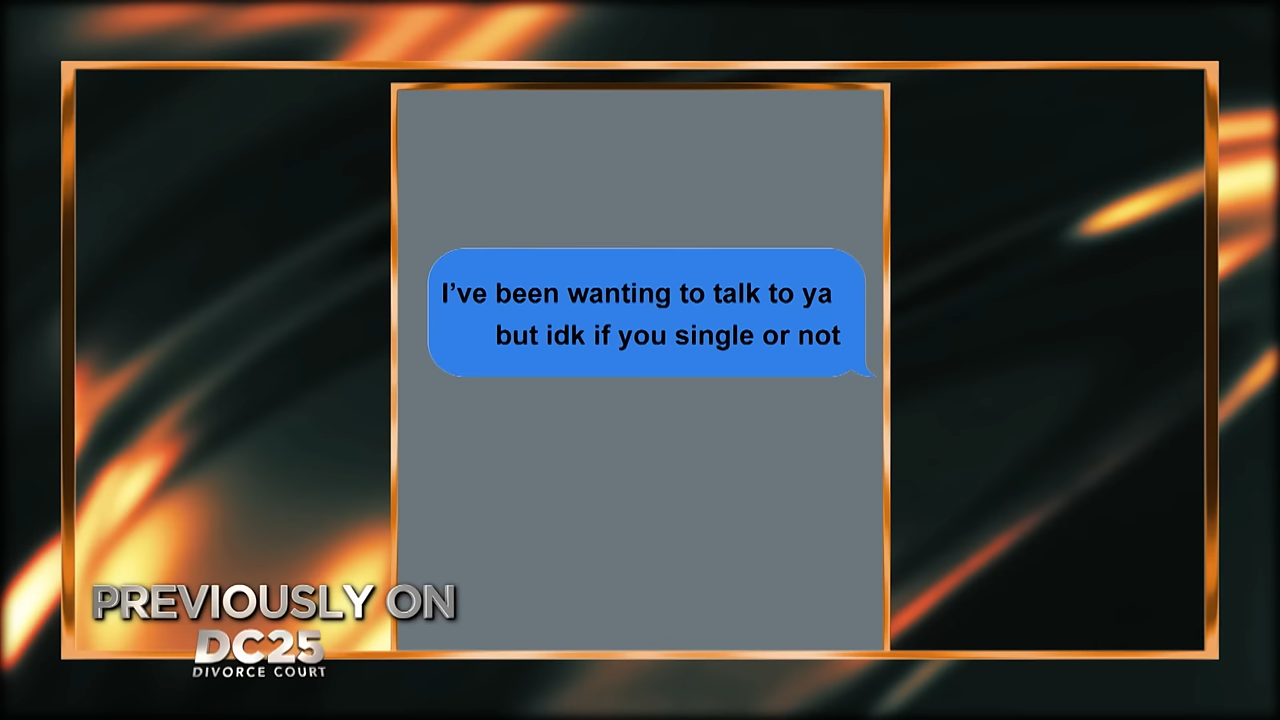 I’ve been wanting to talk to ya
but idk if you single or not
PREVIOUSLY ON
DC25
DIVORCE COURT